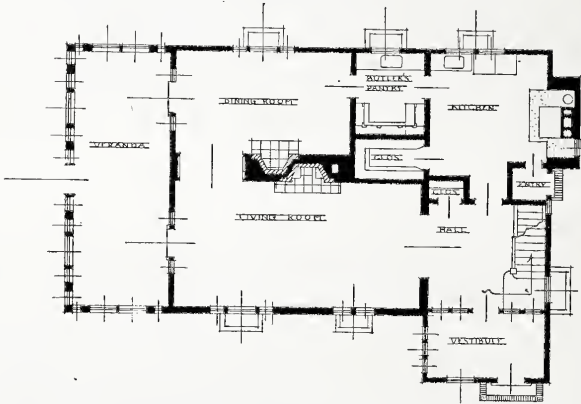 BUTLER'S
PANTRY
DINING ROOM
KITCHEN
VERANDA
CLOS
ENTRY
CLOS
LIVING ROOM
HALL
VESTIBULE